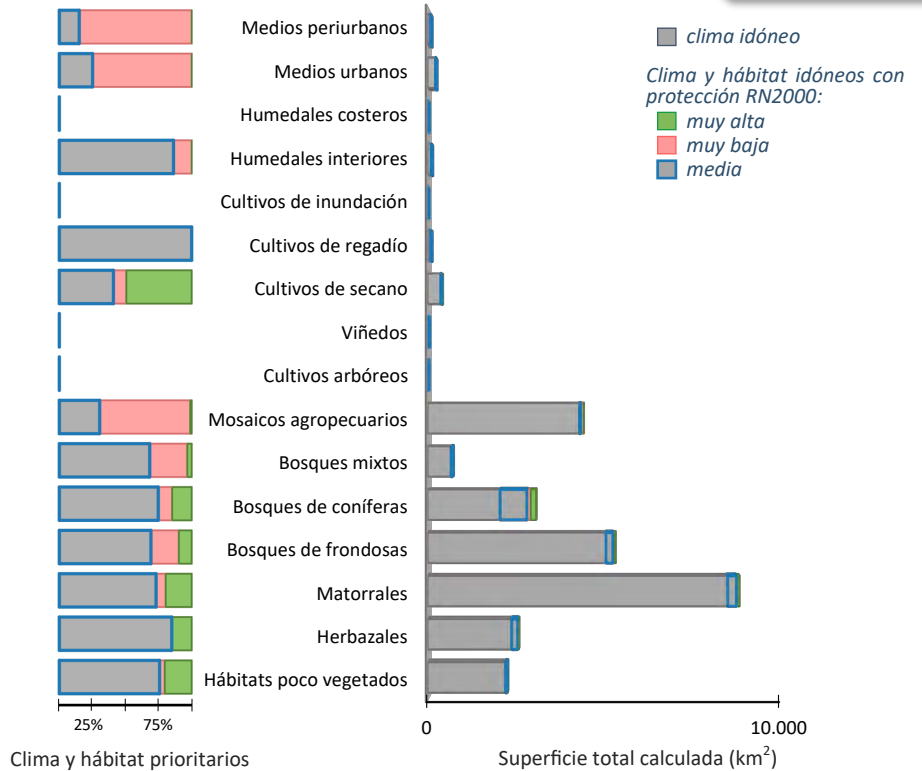 Medios periurbanos
Medios urbanos
Humedales costeros
Humedales interiores
Cultivos de inundación
Cultivos de regadío
Cultivos de secano
Viñedos
Cultivos arbóreos
Mosaicos agropecuarios
Bosques mixtos
Bosques de coníferas
Bosques de frondosas
Matorrales
Herbazales
Hábitats poco vegetados
25% 75%
Clima y hábitat prioritarios
0 10.000
Superficie total calculada (km²)
clima idóneo
Clima y hábitat idóneos con
protección RN2000:
muy alta
muy baja
media